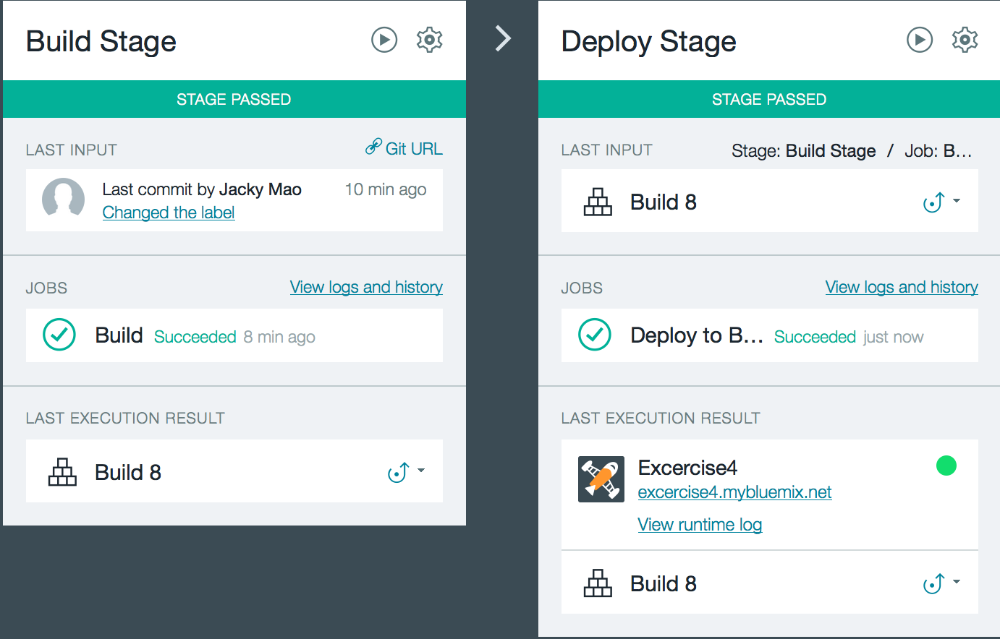 Build Stage
STAGE PASSED
LAST INPUT
Git URL
Last commit by Jacky Mao
10 min ago
Changed the label
JOBS
View logs and history
Build Succeeded 8 min ago
LAST EXECUTION RESULT
Build 8
Deploy Stage
STAGE PASSED
LAST INPUT
Stage: Build Stage / Job: B...
Build 8
JOBS
View logs and history
Deploy to B... Succeeded just now
LAST EXECUTION RESULT
Excercise4
excercise4.mybluemix.net
View runtime log
Build 8